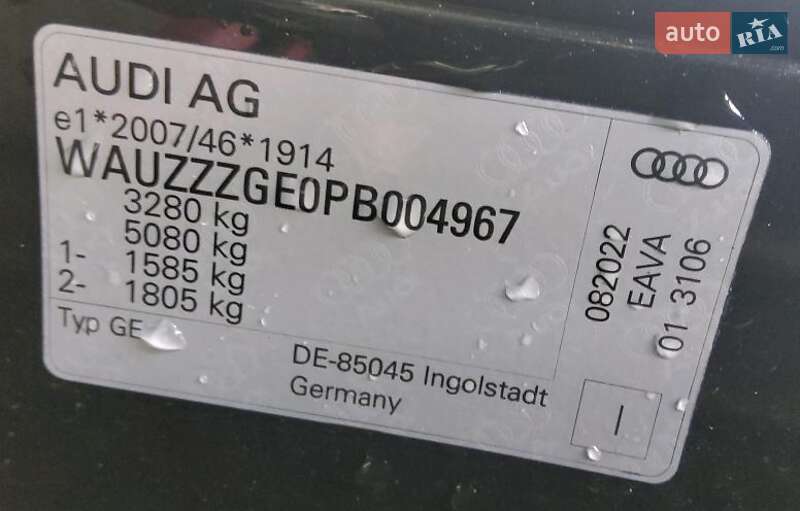 auto RIA .com
AUDI AG
e1*2007/46*1914
WAUZZZGE0PB004967
3280 kg
5080 kg
1- 1585 kg
2- 1805 kg
Typ GE
DE-85045 Ingolstadt
Germany
082022
EAVA
01 3106
I